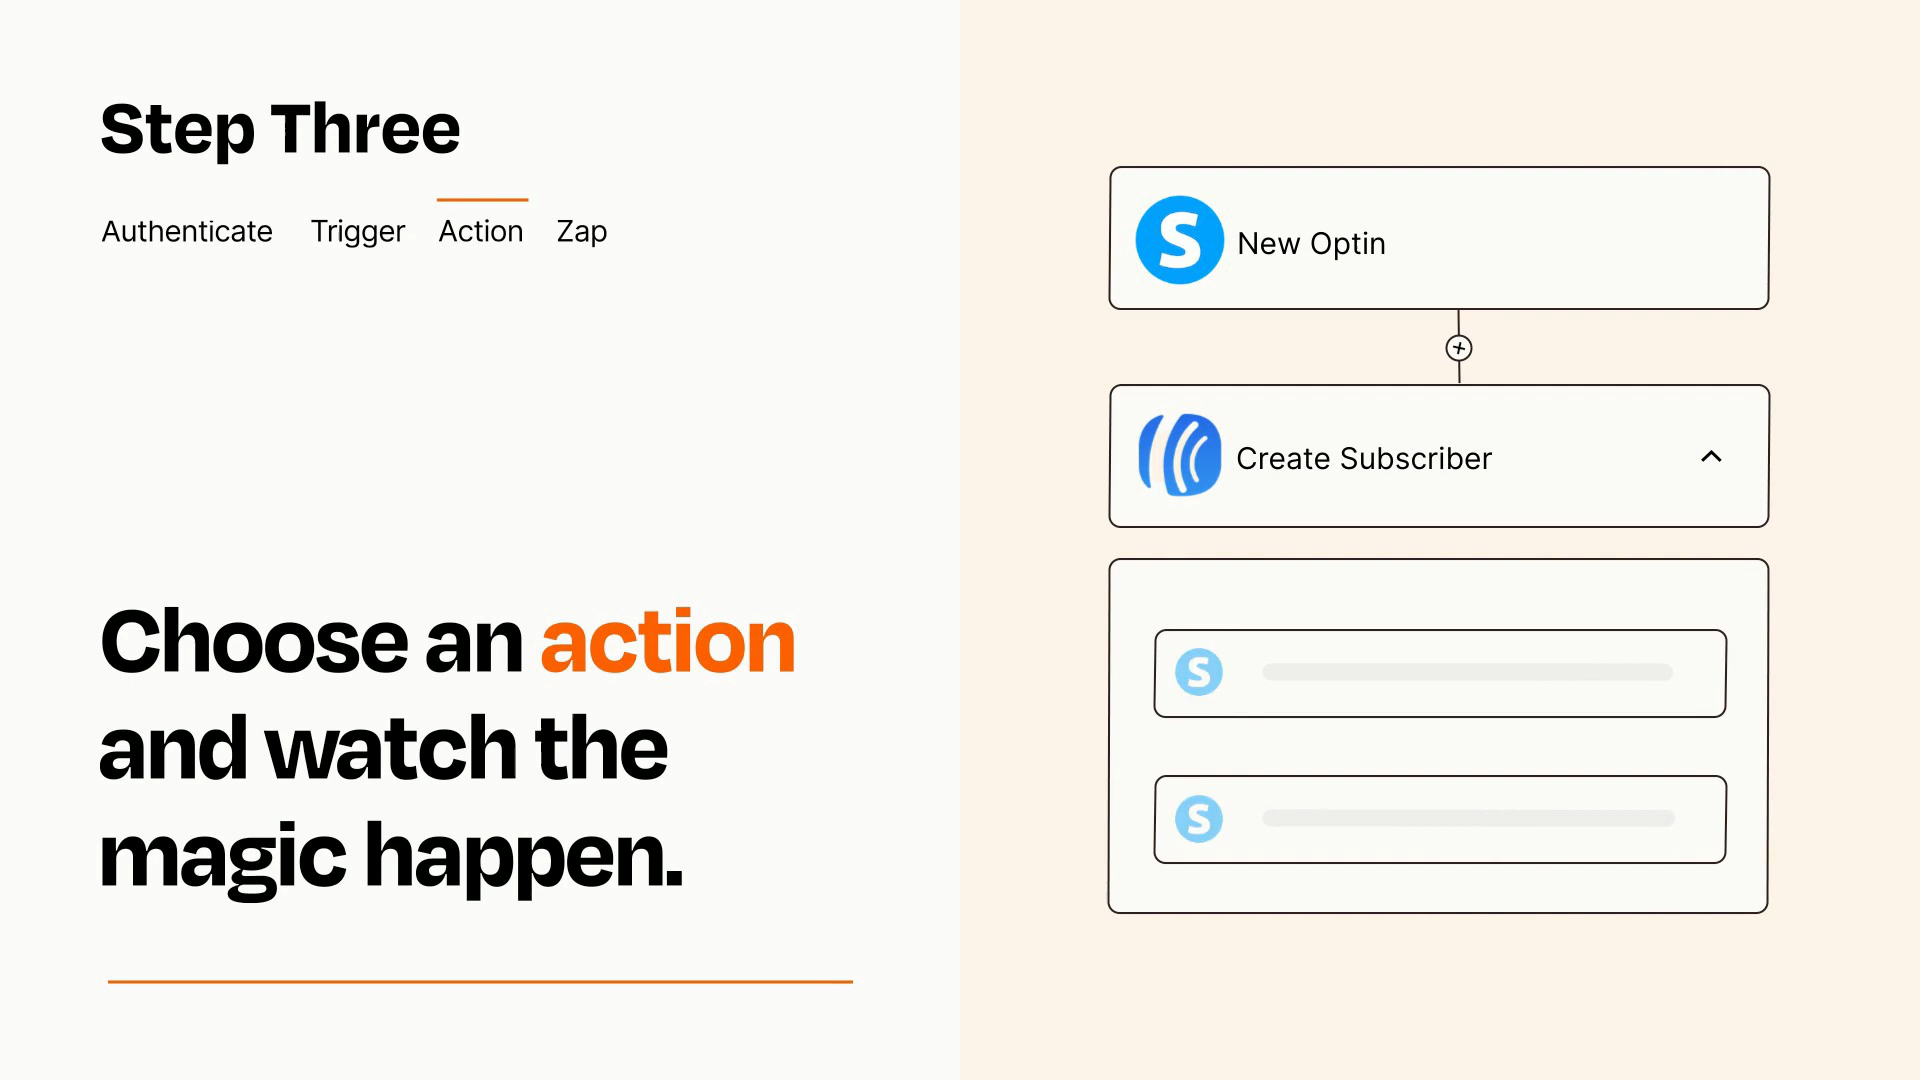 Step Three
Authenticate Trigger Action Zap
Choose an action
and watch the
magic happen.
S New Optin
Create Subscriber
S
S